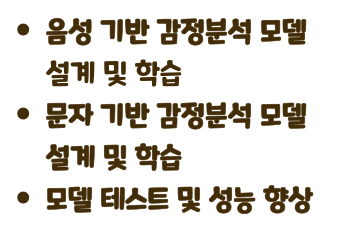 • 음성 기반 감정분석 모델
설계 및 학습
• 문자 기반 감정분석 모델
설계 및 학습
• 모델 테스트 및 성능 향상